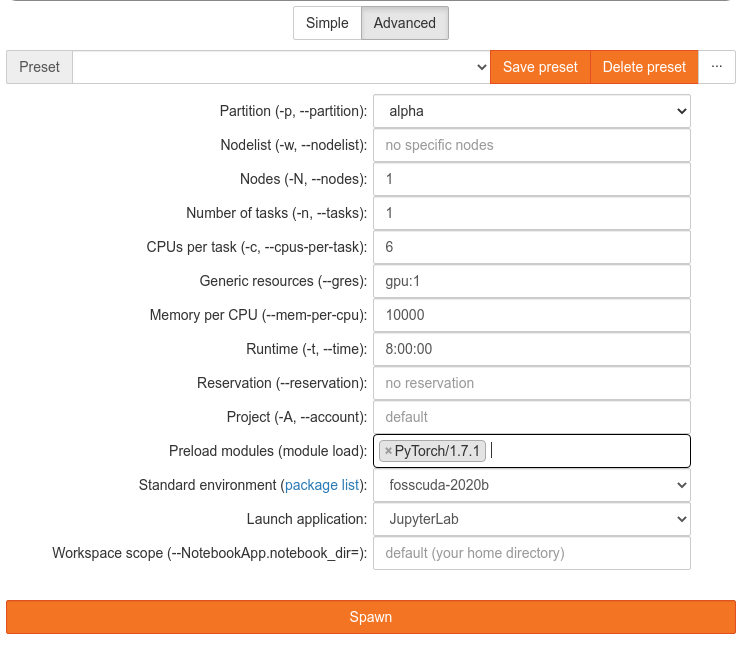 Simple Advanced
Preset Save preset Delete preset ...
Partition (-p, --partition): alpha
Nodelist (-w, --nodelist): no specific nodes
Nodes (-N, --nodes): 1
Number of tasks (-n, --tasks): 1
CPUs per task (-c, --cpus-per-task): 6
Generic resources (--gres): gpu:1
Memory per CPU (--mem-per-cpu): 10000
Runtime (-t, --time): 8:00:00
Reservation (--reservation): no reservation
Project (-A, --account): default
Preload modules (module load): × PyTorch/1.7.1
Standard environment (package list): fosscuda-2020b
Launch application: JupyterLab
Workspace scope (--NotebookApp.notebook_dir=): default (your home directory)
Spawn